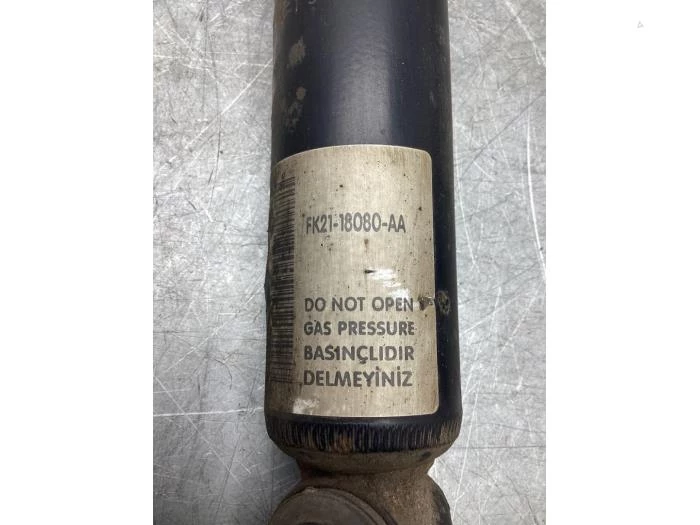 FK21-18080-AA
DO NOT OPEN
GAS PRESSURE
BASINÇLIDIR
DELMEYİNİZ